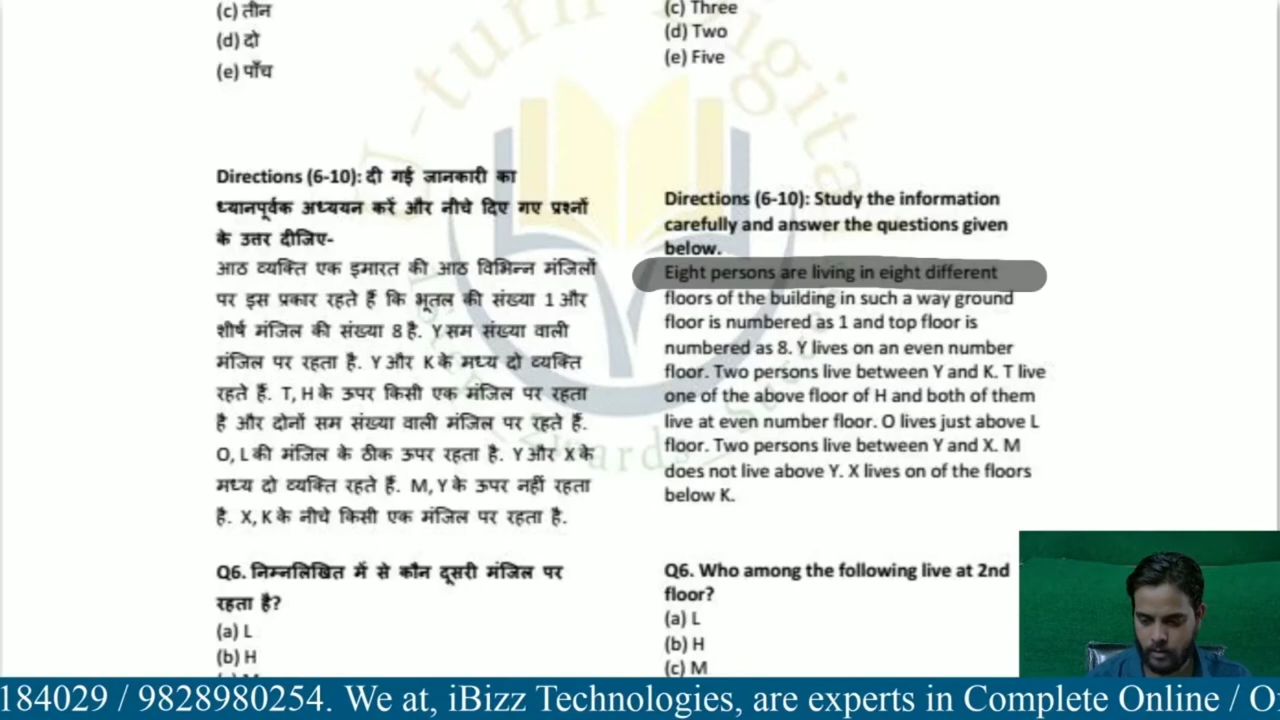 (c) तीन
(d) दो
(e) पाँच
Directions (6-10): दी गई जानकारी का
ध्यानपूर्वक अध्ययन करें और नीचे दिए गए प्रश्नों
के उत्तर दीजिए-
आठ व्यक्ति एक इमारत की आठ विभिन्न मंजिलों
पर इस प्रकार रहते हैं कि भूतल की संख्या 1 और
शीर्ष मंजिल की संख्या 8 है. Y सम संख्या वाली
मंजिल पर रहता है. Y और K के मध्य दो व्यक्ति
रहते हैं. T, H के ऊपर किसी एक मंजिल पर रहता
है और दोनों सम संख्या वाली मंजिल पर रहते हैं.
O, L की मंजिल के ठीक ऊपर रहता है. Y और X के
मध्य दो व्यक्ति रहते हैं. M, Y के ऊपर नहीं रहता
है. X, K के नीचे किसी एक मंजिल पर रहता है.
Q6. निम्नलिखित में से कौन दूसरी मंजिल पर
रहता है?
(a) L
(b) H
(c) Three
(d) Two
(e) Five
Directions (6-10): Study the information
carefully and answer the questions given
below.
Eight persons are living in eight different
floors of the building in such a way ground
floor is numbered as 1 and top floor is
numbered as 8. Y lives on an even number
floor. Two persons live between Y and K. T live
one of the above floor of H and both of them
live at even number floor. O lives just above L
floor. Two persons live between Y and X. M
does not live above Y. X lives on of the floors
below K.
Q6. Who among the following live at 2nd
floor?
(a) L
(b) H
(c) M
184029 / 9828980254. We at, iBizz Technologies, are experts in Complete Online / O